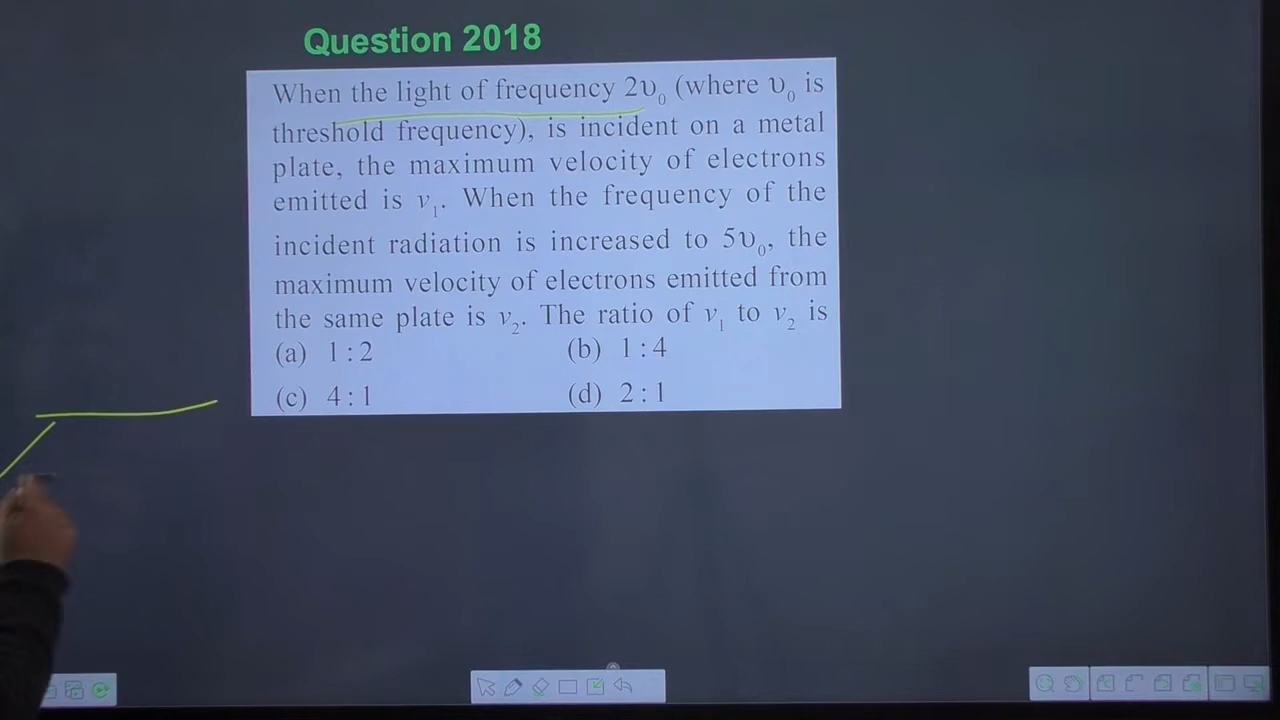 Question 2018
When the light of frequency 2υ₀ (where υ₀ is
threshold frequency), is incident on a metal
plate, the maximum velocity of electrons
emitted is v₁. When the frequency of the
incident radiation is increased to 5υ₀, the
maximum velocity of electrons emitted from
the same plate is v₂. The ratio of v₁ to v₂ is
(a) 1 : 2 (b) 1 : 4
(c) 4 : 1 (d) 2 : 1